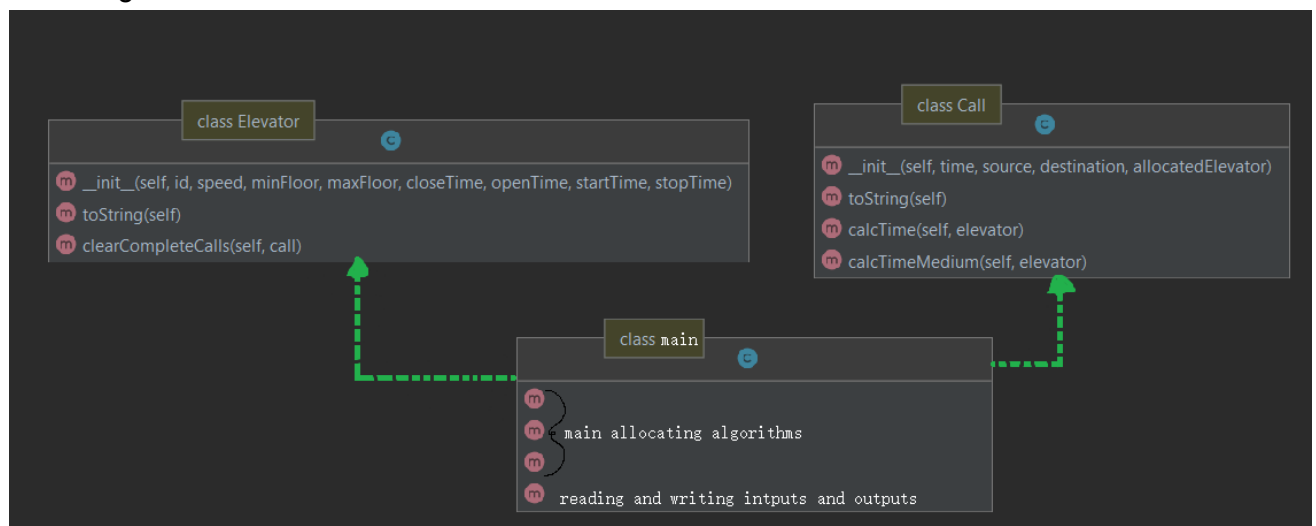 class Elevator
__init__(self, id, speed, minFloor, maxFloor, closeTime, openTime, startTime, stopTime)
toString(self)
clearCompleteCalls(self, call)
class Call
__init__(self, time, source, destination, allocatedElevator)
toString(self)
calcTime(self, elevator)
calcTimeMedium(self, elevator)
class main
main allocating algorithms
reading and writing intputs and outputs